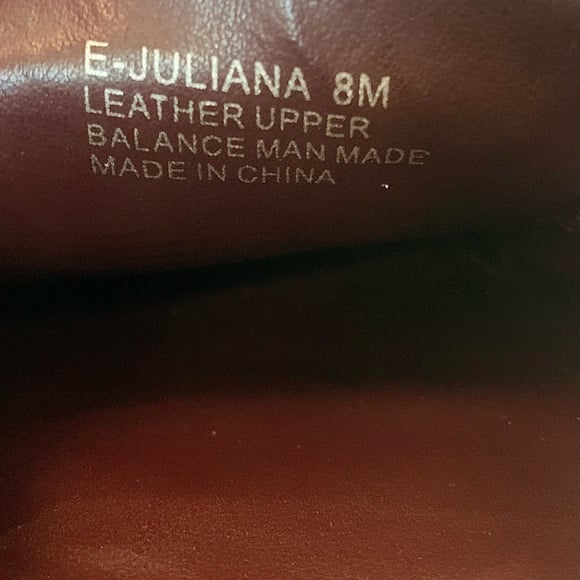 E-JULIANA 8M
LEATHER UPPER
BALANCE MAN MADE
MADE IN CHINA